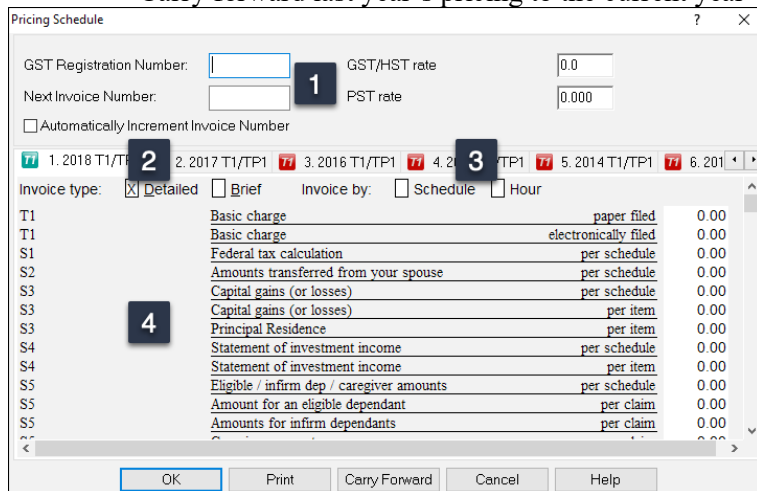 Carry forward last year's pricing to the current year
Pricing Schedule ? X
GST Registration Number: GST/HST rate 0.0
1
Next Invoice Number: PST rate 0.000
Automatically Increment Invoice Number
T1 1. 2018 T1/TP 2 2. 2017 T1/TP1 T1 3. 2016 T1/TP1 T1 4. 2 3 /TP1 T1 5. 2014 T1/TP1 T1 6. 201
Invoice type: X Detailed Brief Invoice by: Schedule Hour
T1 Basic charge paper filed 0.00
T1 Basic charge electronically filed 0.00
S1 Federal tax calculation per schedule 0.00
S2 Amounts transferred from your spouse per schedule 0.00
S3 Capital gains (or losses) per schedule 0.00
S3 Capital gains (or losses) per item 0.00
4
S3 Principal Residence per item 0.00
S4 Statement of investment income per schedule 0.00
S4 Statement of investment income per item 0.00
S5 Eligible / infirm dep / caregiver amounts per schedule 0.00
S5 Amount for an eligible dependant per claim 0.00
S5 Amounts for infirm dependants per claim 0.00
OK Print Carry Forward Cancel Help